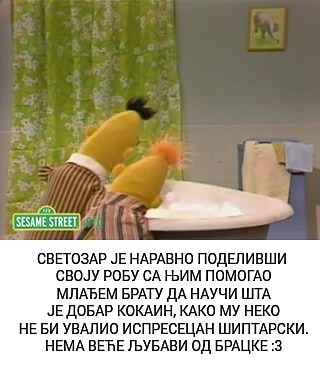 123
SESAME STREET
СВЕТОЗАР ЈЕ НАРАВНО ПОДЕЛИВШИ
СВОЈУ РОБУ СА ЊИМ ПОМОГАО
МЛАЂЕМ БРАТУ ДА НАУЧИ ШТА
ЈЕ ДОБАР КОКАИН, КАКО МУ НЕКО
НЕ БИ УВАЛИО ИСПРЕСЕЦАН ШИПТАРСКИ.
НЕМА ВЕЋЕ ЉУБАВИ ОД БРАЦКЕ :3